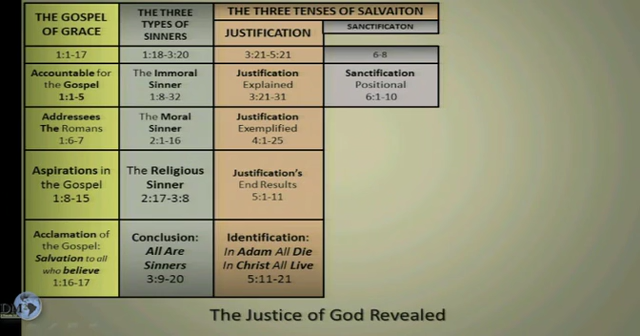 THE GOSPEL
OF GRACE
1:1-17
Accountable for
the Gospel
1:1-5
Addressees
The Romans
1:6-7
Aspirations in
the Gospel
1:8-15
Acclamation of
the Gospel:
Salvation to all
who believe
1:16-17
THE THREE
TYPES OF
SINNERS
1:18-3:20
The Immoral
Sinner
1:8-32
The Moral
Sinner
2:1-16
The Religious
Sinner
2:17-3:8
Conclusion:
All Are
Sinners
3:9-20
THE THREE TENSES OF SALVAITON
JUSTIFICATION
3:21-5:21
Justification
Explained
3:21-31
Justification
Exemplified
4:1-25
Justification's
End Results
5:1-11
Identification:
In Adam All Die
In Christ All Live
5:11-21
SANCTIFICATON
6-8
Sanctification
Positional
6:1-10
The Justice of God Revealed
DM